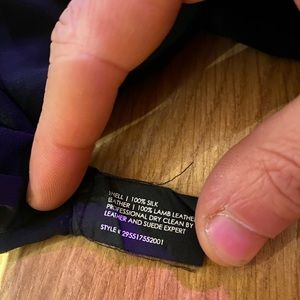 SHELL | 100% SILK
LEATHER | 100% LAMB LEATHER
PROFESSIONAL DRY CLEAN BY
LEATHER AND SUEDE EXPERT
STYLE # 295517552001